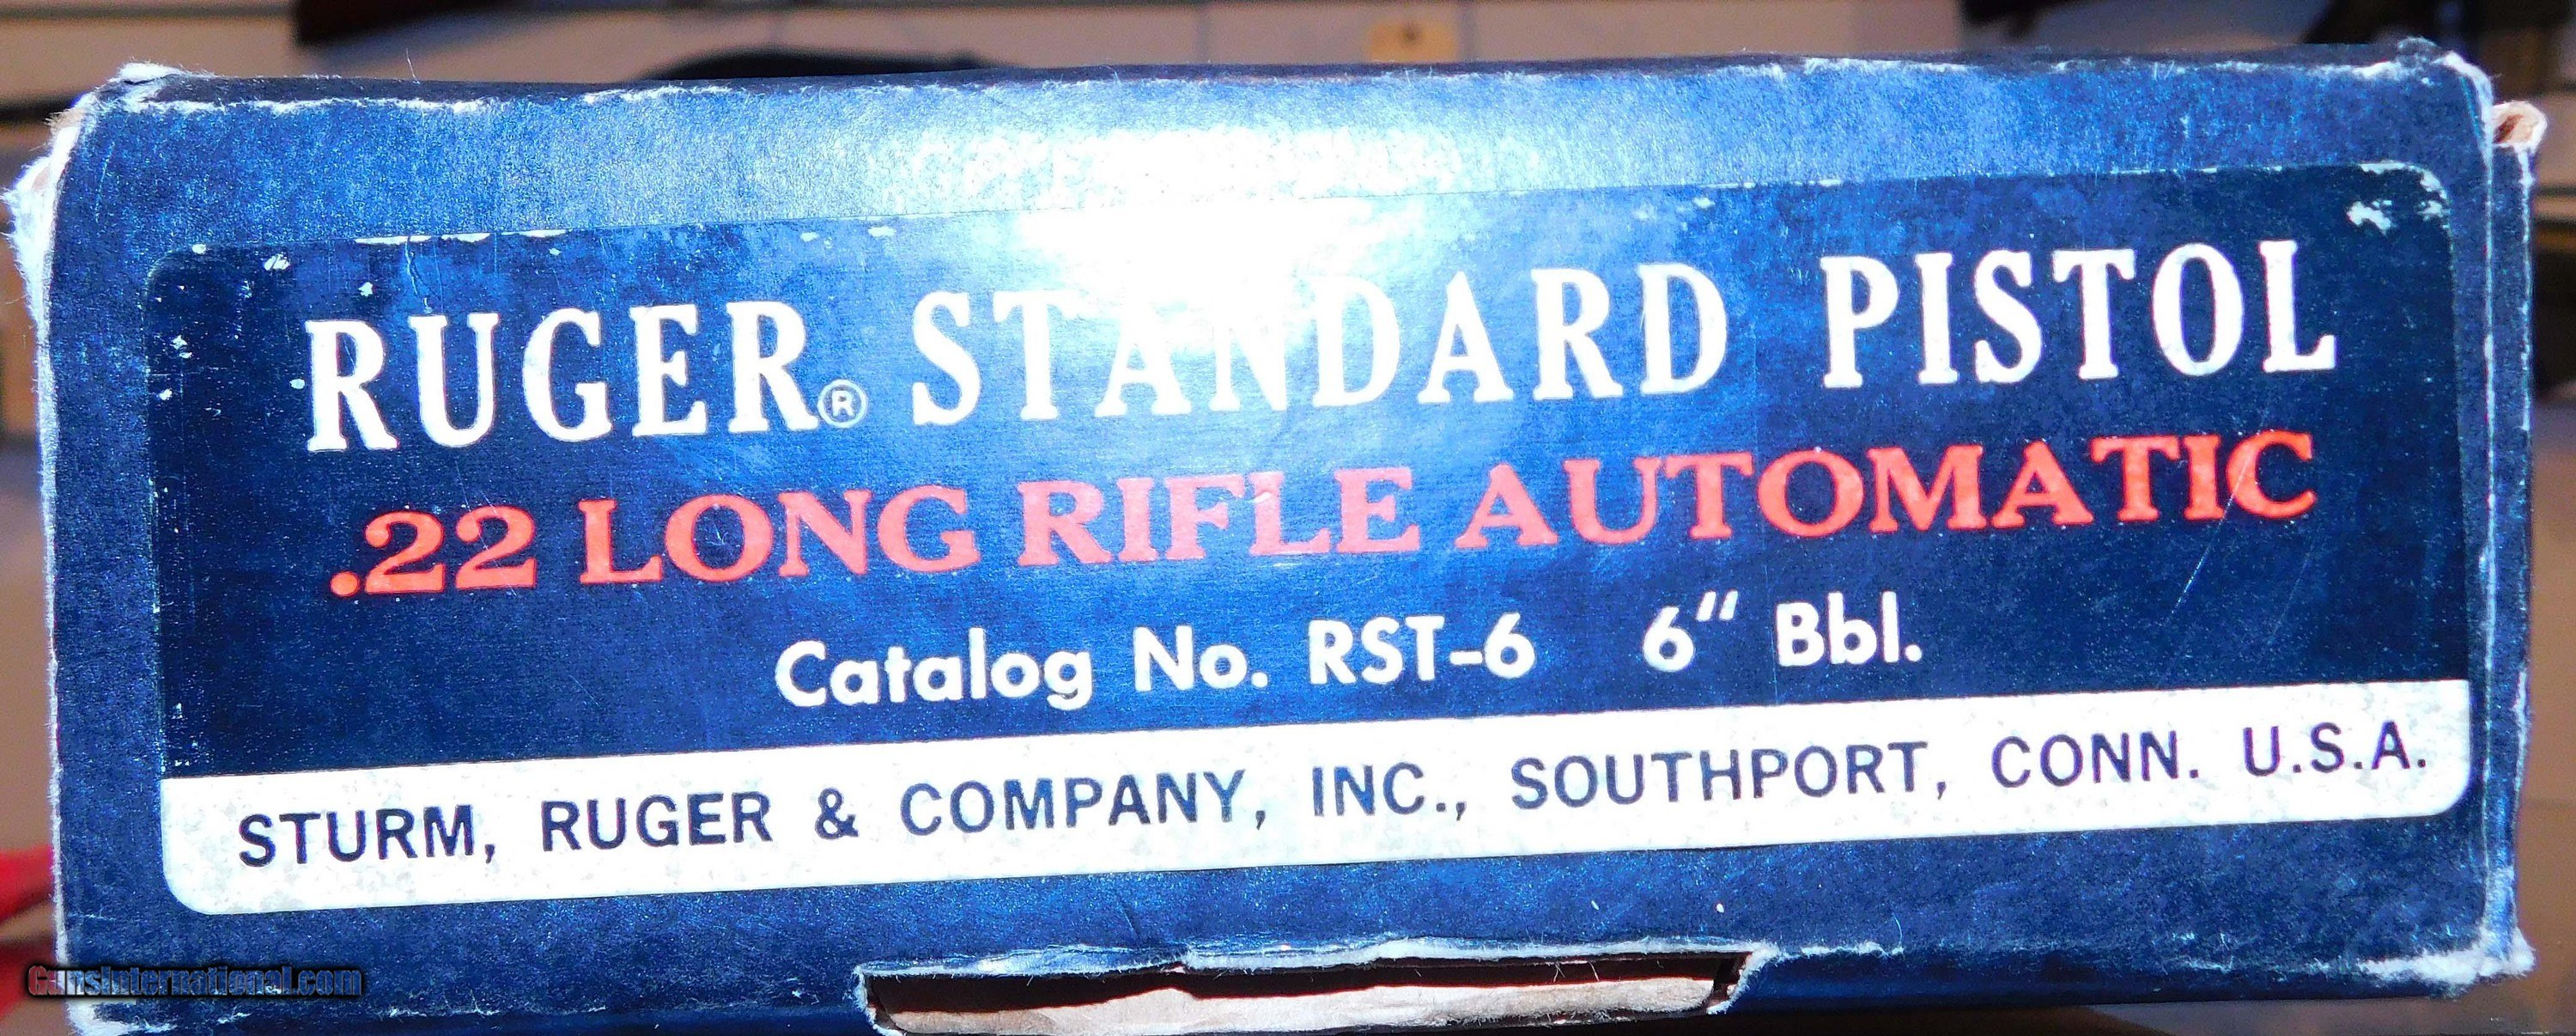 RUGER® STANDARD PISTOL
.22 LONG RIFLE AUTOMATIC
Catalog No. RST-6 6" Bbl.
STURM, RUGER & COMPANY, INC., SOUTHPORT, CONN. U.S.A.
GunsInternational.com